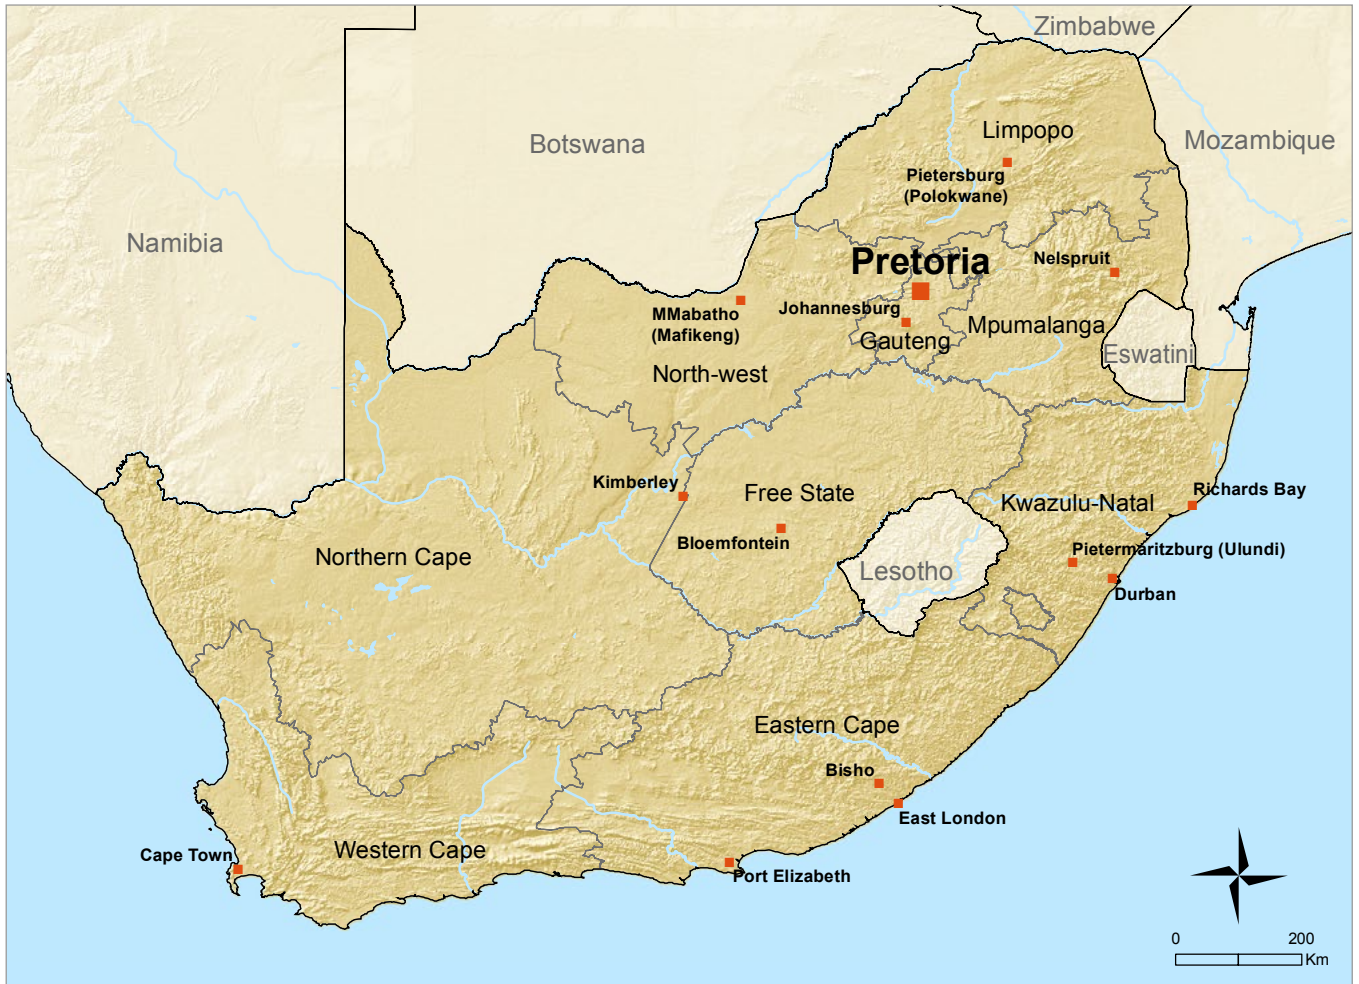 Zimbabwe
Limpopo
Botswana
Mozambique
Pietersburg
(Polokwane)
Namibia
Pretoria
Nelspruit
MMabatho
(Mafikeng)
Johannesburg
Gauteng
Mpumalanga
Eswatini
North-west
Kimberley
Free State
Kwazulu-Natal
Richards Bay
Bloemfontein
Northern Cape
Lesotho
Pietermaritzburg (Ulundi)
Durban
Eastern Cape
Bisho
East London
Western Cape
Cape Town
Port Elizabeth
0 200
Km